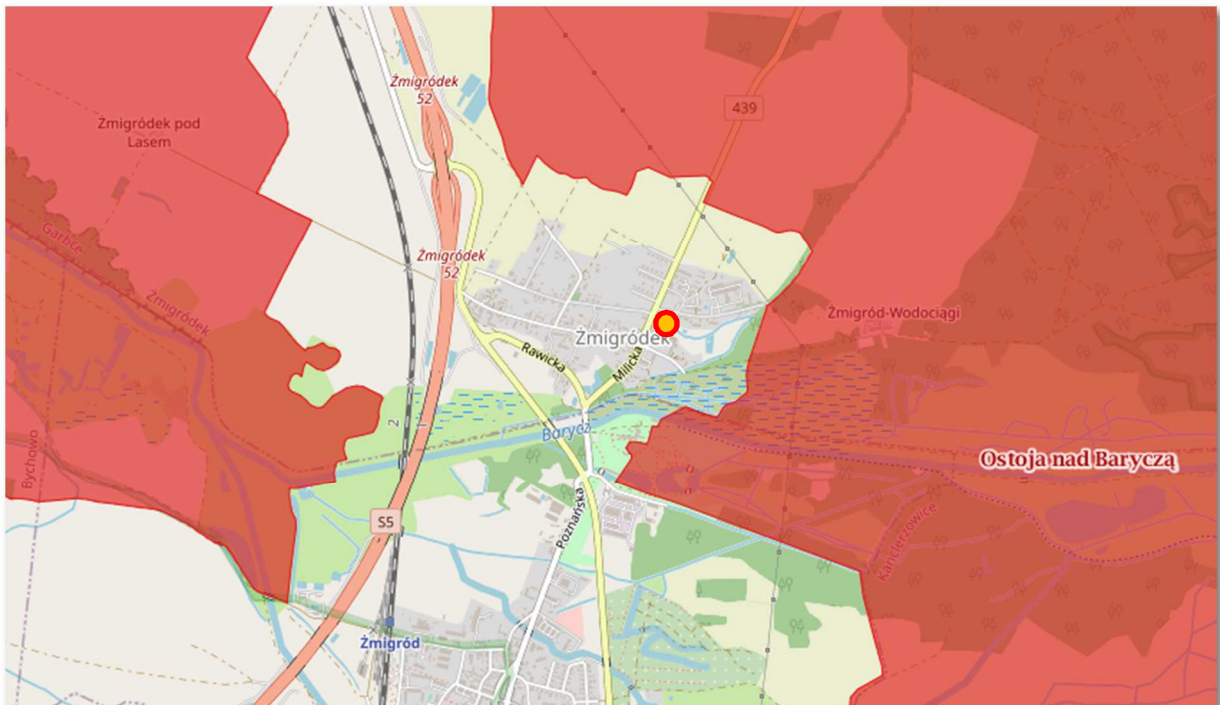 Żmigródek
52
439
Żmigródek pod
Lasem
Garbce
Żmigródek
52
Żmigródek
Żmigród-Wodociągi
Żmigródek
Rawicka
Milicka
2
Barycz
Bychowo
Ostoja nad Baryczą
S5
Poznańska
Kanclerzowice
Żmigród